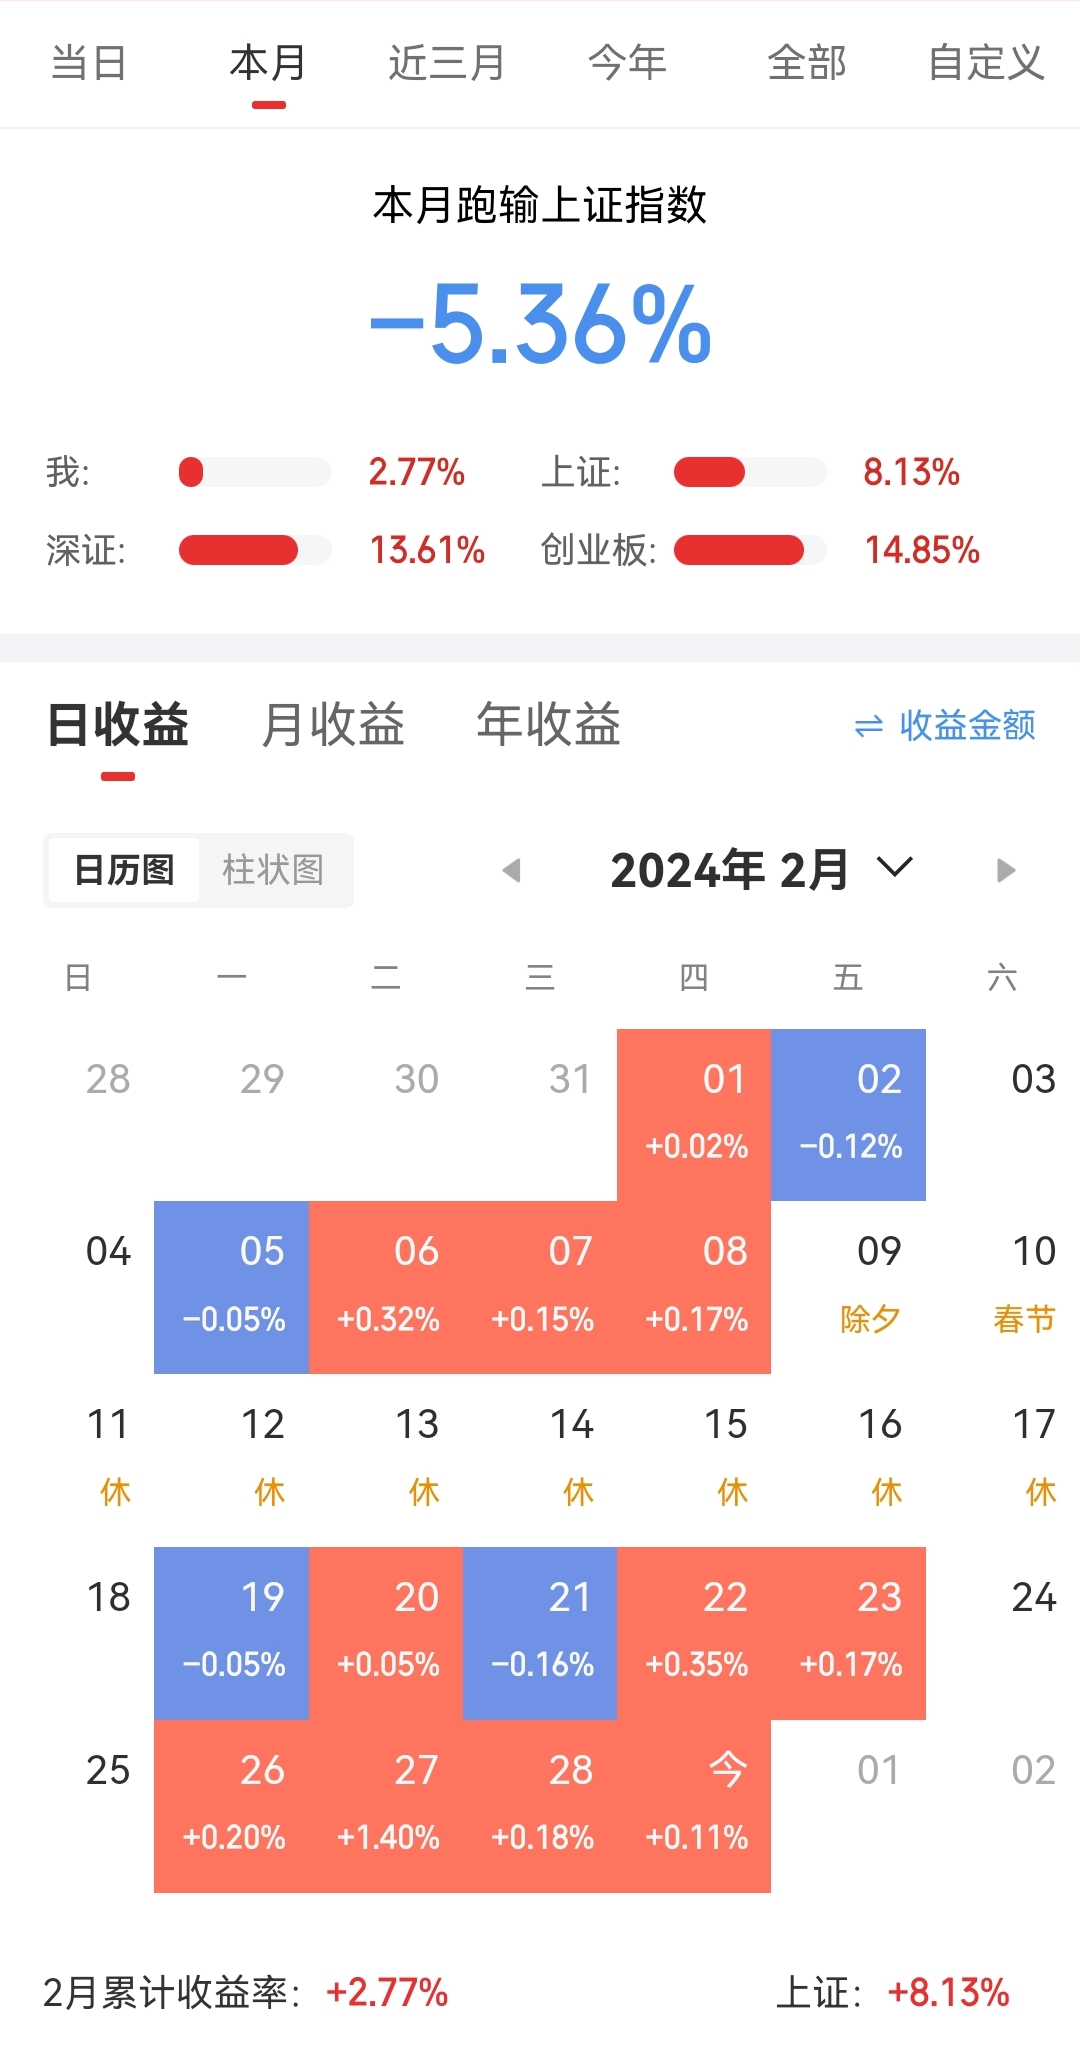 当日 本月 近三月 今年 全部 自定义
本月跑输上证指数
-5.36%
我: 2.77% 上证: 8.13%
深证: 13.61% 创业板: 14.85%
日收益 月收益 年收益 ⇌ 收益金额
日历图 柱状图 2024年 2月
日 一 二 三 四 五 六
28 29 30 31 01 02 03
+0.02% -0.12%
04 05 06 07 08 09 10
-0.05% +0.32% +0.15% +0.17% 除夕 春节
11 12 13 14 15 16 17
休 休 休 休 休 休 休
18 19 20 21 22 23 24
-0.05% +0.05% -0.16% +0.35% +0.17%
25 26 27 28 今 01 02
+0.20% +1.40% +0.18% +0.11%
2月累计收益率: +2.77% 上证: +8.13%